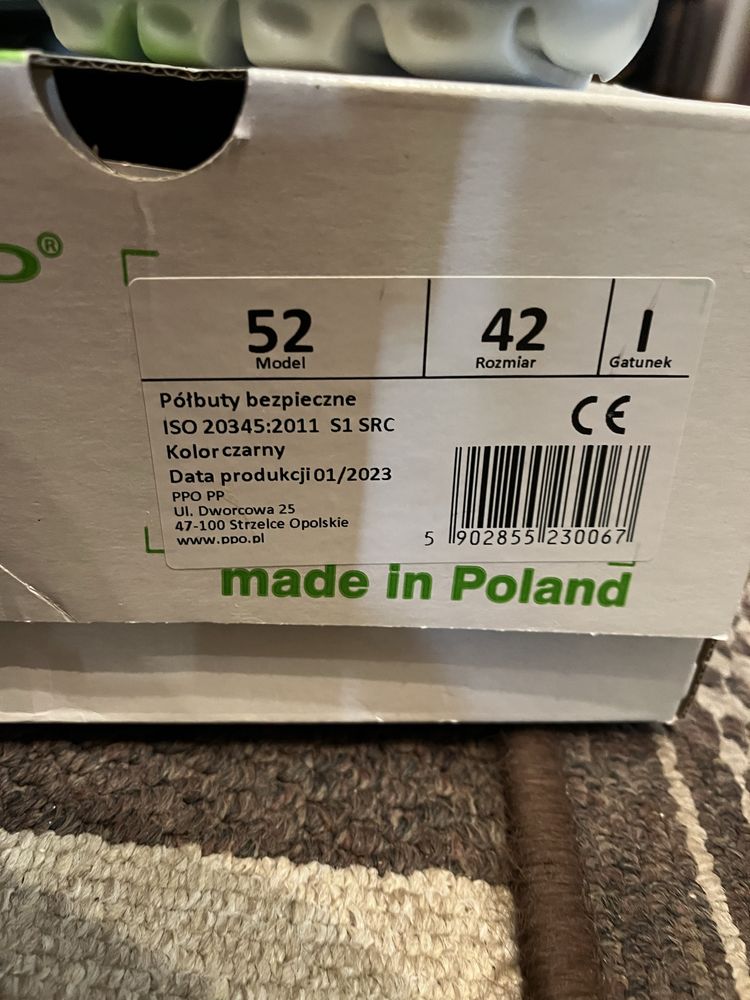 ®
52
Model
42
Rozmiar
I
Gatunek
Półbuty bezpieczne
ISO 20345:2011 S1 SRC
Kolor czarny
Data produkcji 01/2023
PPO PP
Ul. Dworcowa 25
47-100 Strzelce Opolskie
www.ppo.pl
CE
5 902855 230067
made in Poland